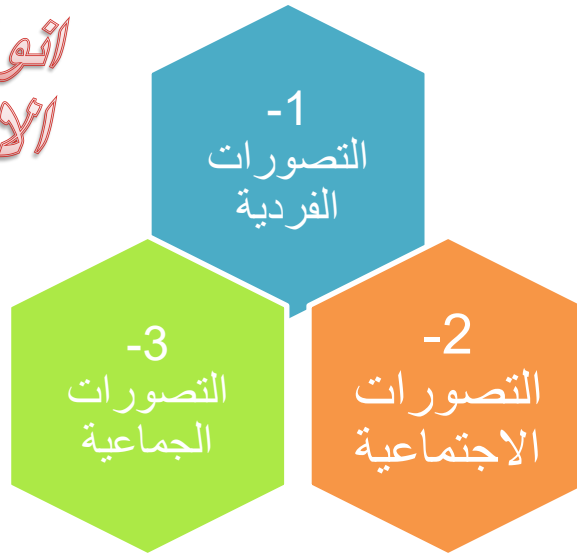 -1
التصورات
الفردية
-2
التصورات
الاجتماعية
-3
التصورات
الجماعية